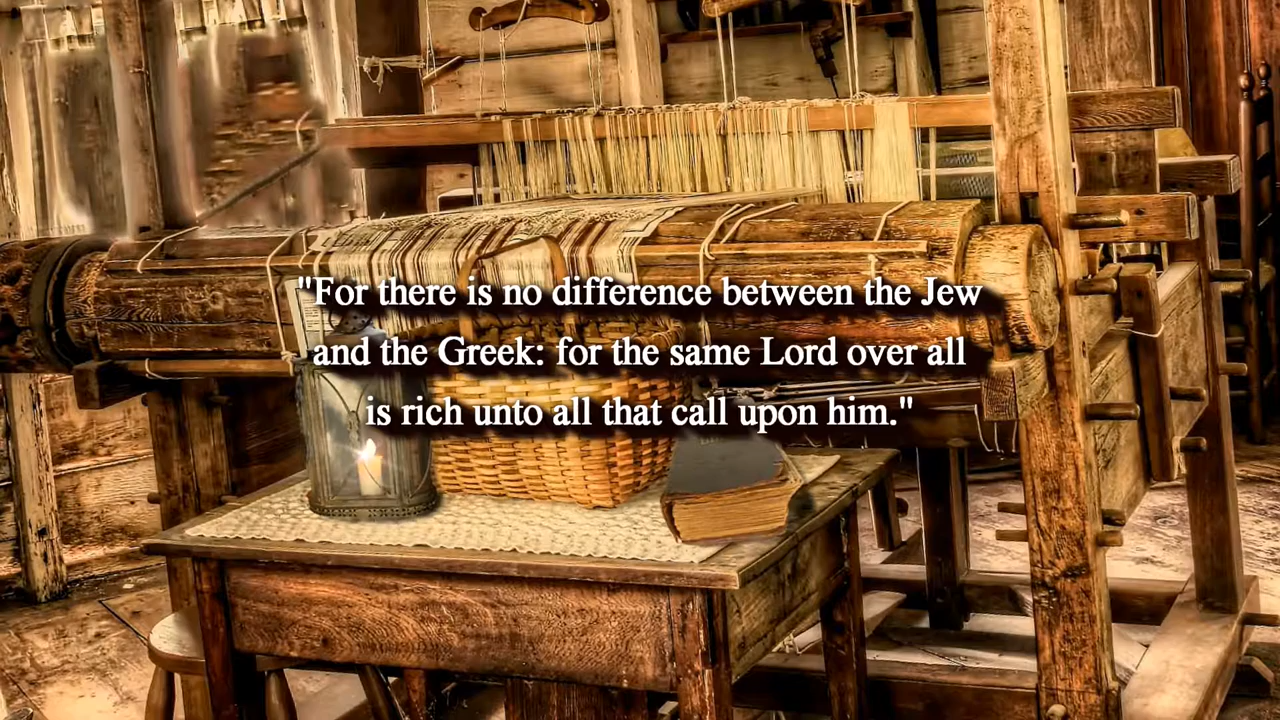 "For there is no difference between the Jew
and the Greek: for the same Lord over all
is rich unto all that call upon him."